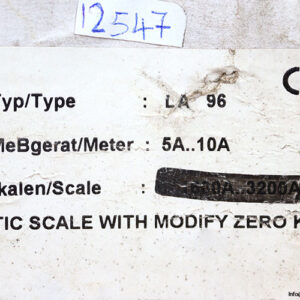 12547
Typ/Type : LA 96
MeBgerat/Meter : 5A..10A
kalen/Scale :
TIC SCALE WITH MODIFY ZERO K